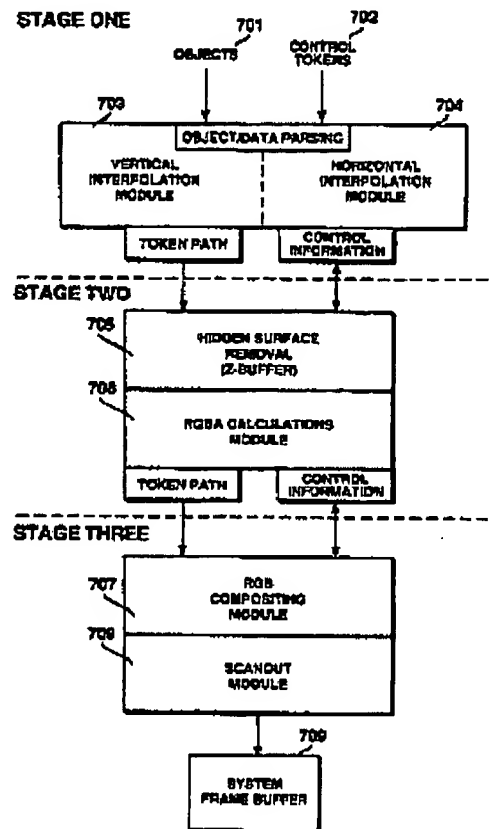 STAGE ONE
701
702
OBJECTS
CONTROL
TOKENS
703
704
OBJECT/DATA PARSING
VERTICAL
INTERPOLATION
MODULE
HORIZONTAL
INTERPOLATION
MODULE
TOKEN PATH
CONTROL
INFORMATION
STAGE TWO
705
HIDDEN SURFACE
REMOVAL
(Z-BUFFER)
706
RGBA CALCULATIONS
MODULE
TOKEN PATH
CONTROL
INFORMATION
STAGE THREE
707
RGB
COMPOSITING
MODULE
709
SCANOUT
MODULE
709
SYSTEM
FRAME BUFFER